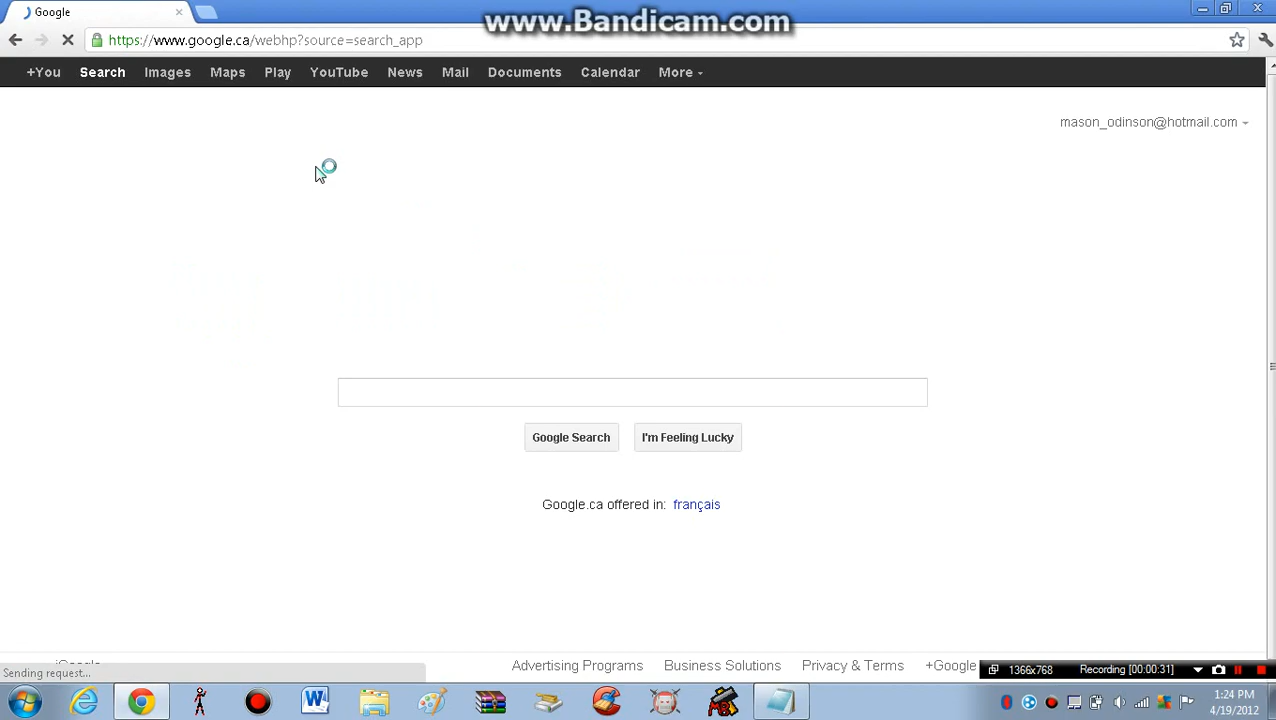 Google
www.Bandicam.com
https://www.google.ca/webhp?source=search_app
+You Search Images Maps Play YouTube News Mail Documents Calendar More
mason_odinson@hotmail.com
Google Search I'm Feeling Lucky
Google.ca offered in: français
iGoogle Advertising Programs Business Solutions Privacy & Terms +Google
Sending request...
1366x768 Recording [00:00:31]
1:24 PM
4/19/2012